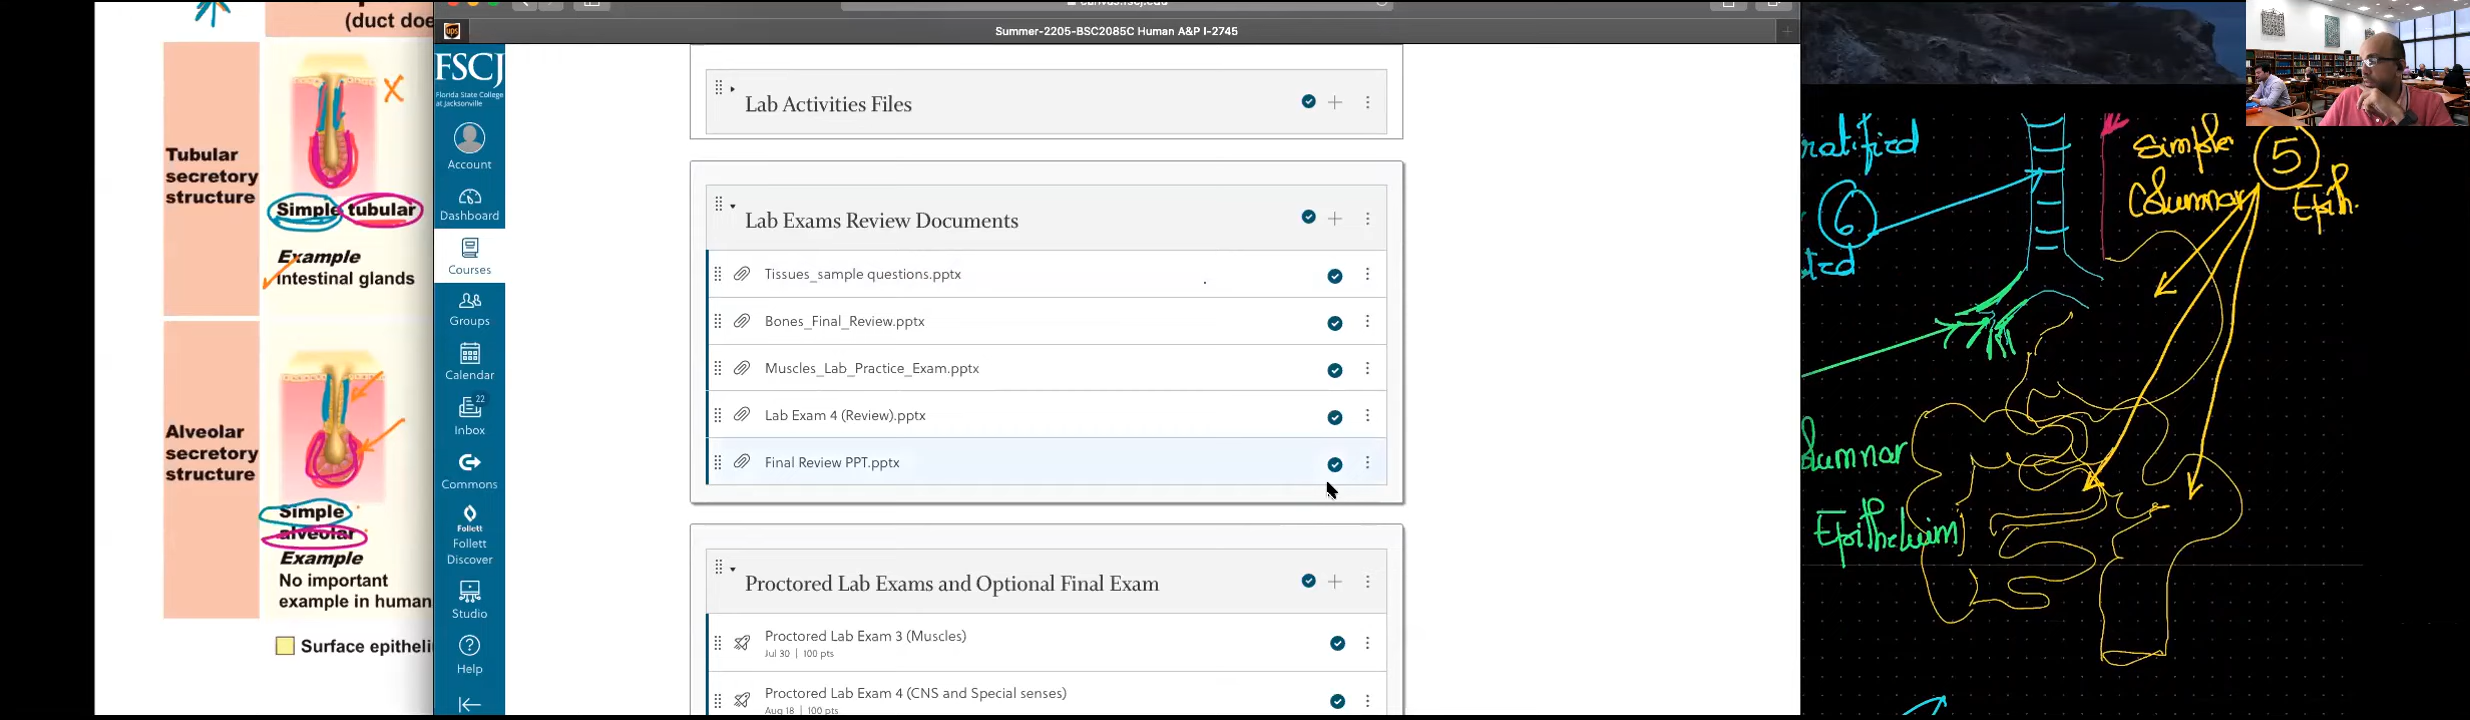 (duct doe
Tubular
secretory
structure
Simple tubular
Example
Intestinal glands
Alveolar
secretory
structure
Simple
alveolar
Example
No important
example in human
Surface epitheli
canvas.fscj.edu
ups
Summer-2205-BSC2085C Human A&P I-2745
FSCJ
Florida State College
at Jacksonville
Account
Dashboard
Courses
Groups
Calendar
22
Inbox
Commons
Follett
Follett
Discover
Studio
Help
Lab Activities Files
Lab Exams Review Documents
Tissues_sample questions.pptx
Bones_Final_Review.pptx
Muscles_Lab_Practice_Exam.pptx
Lab Exam 4 (Review).pptx
Final Review PPT.pptx
Proctored Lab Exams and Optional Final Exam
Proctored Lab Exam 3 (Muscles)
Jul 30 | 100 pts
Proctored Lab Exam 4 (CNS and Special senses)
Aug 18 | 100 pts
ratified
6
Simple
Columnar
5
Epith.
lumnar
Epithelium